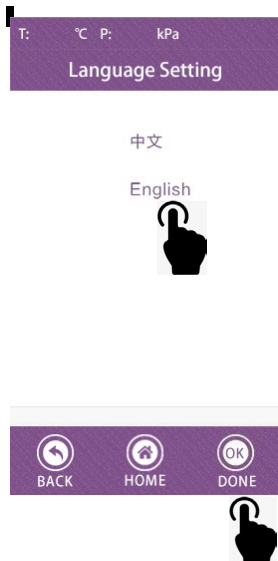 T: ℃ P: kPa
Language Setting
中文
English
OK
BACK HOME DONE